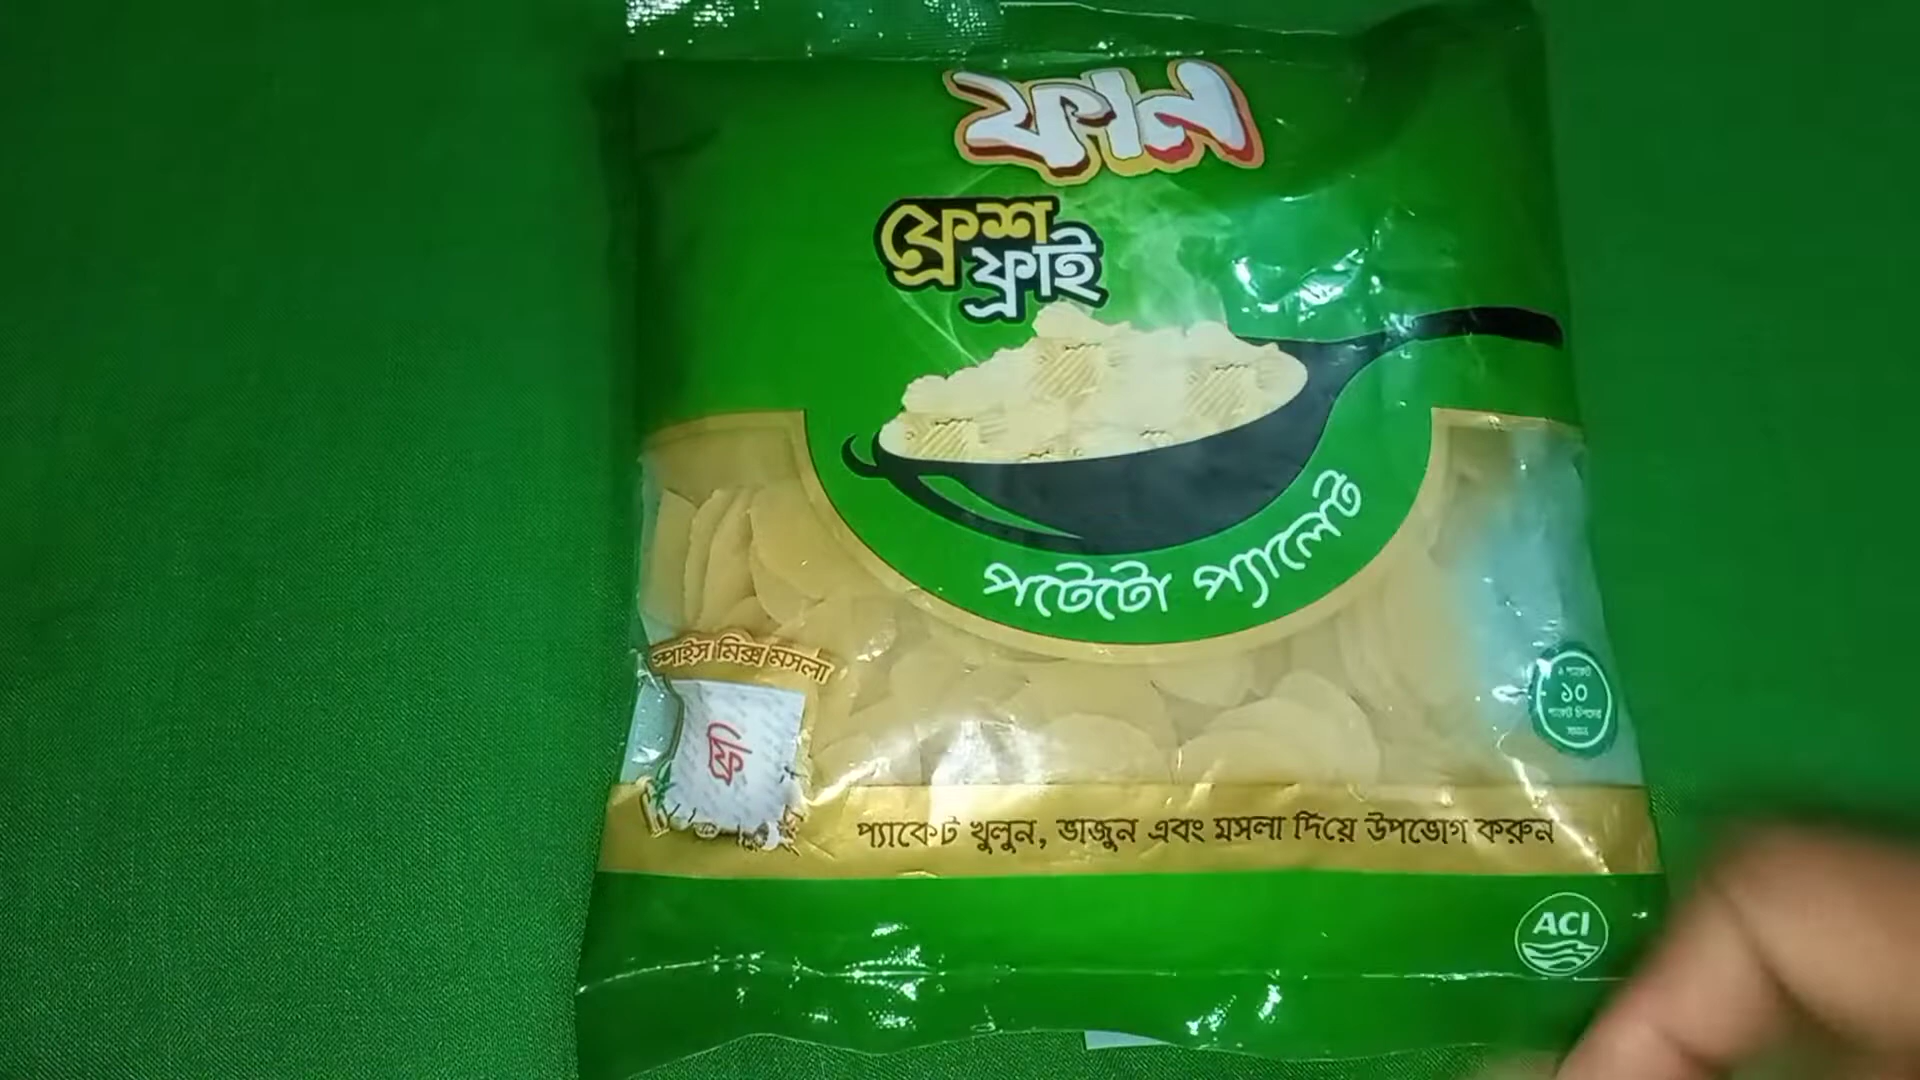 ফান
ফ্রেশ
ফ্রাই
পটেটো প্যালেট
স্পাইস মিক্স মসলা
ফ্রি
১০
প্যাকেট খুলুন, ভাজুন এবং মসলা দিয়ে উপভোগ করুন
ACI